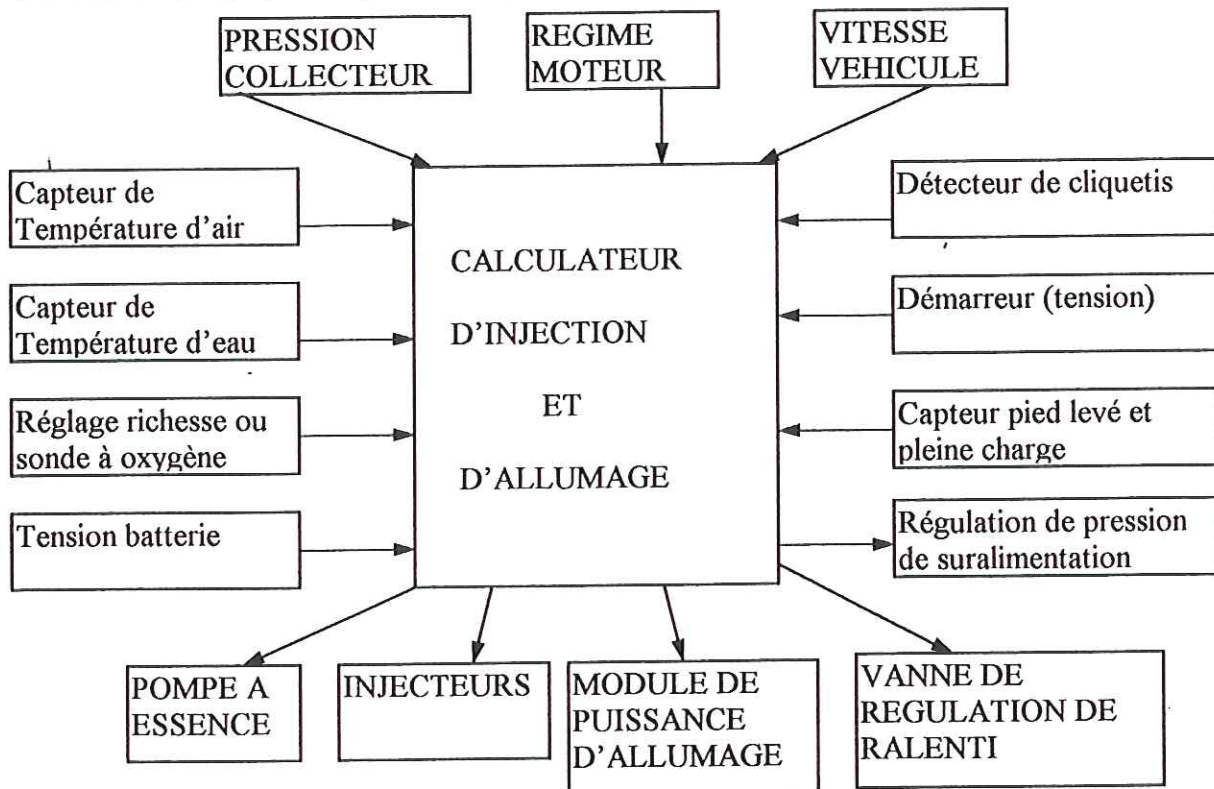 PRESSION
COLLECTEUR
REGIME
MOTEUR
VITESSE
VEHICULE
Capteur de
Température d'air
Capteur de
Température d'eau
Réglage richesse ou
sonde à oxygène
Tension batterie
CALCULATEUR
D'INJECTION
ET
D'ALLUMAGE
Détecteur de cliquetis
Démarreur (tension)
Capteur pied levé et
pleine charge
Régulation de pression
de suralimentation
POMPE A
ESSENCE
INJECTEURS
MODULE DE
PUISSANCE
D'ALLUMAGE
VANNE DE
REGULATION DE
RALENTI